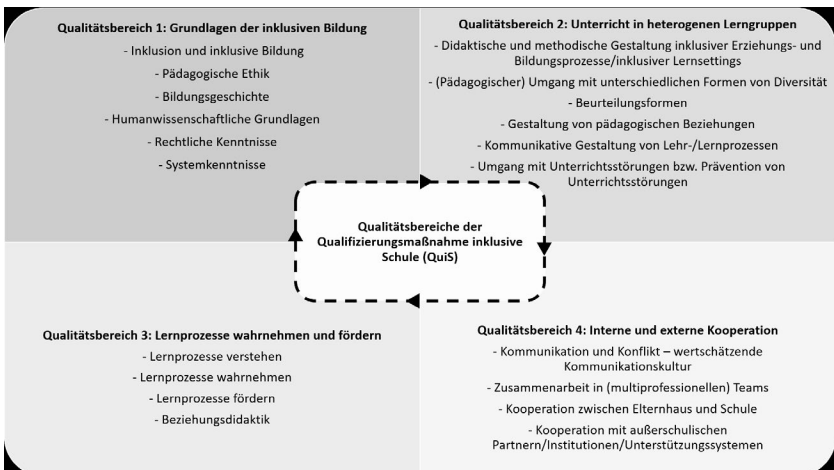 Qualitätsbereich 1: Grundlagen der inklusiven Bildung
- Inklusion und inklusive Bildung
- Pädagogische Ethik
- Bildungsgeschichte
- Humanwissenschaftliche Grundlagen
- Rechtliche Kenntnisse
- Systemkenntnisse
Qualitätsbereich 2: Unterricht in heterogenen Lerngruppen
- Didaktische und methodische Gestaltung inklusiver Erziehungs- und
Bildungsprozesse/inklusiver Lernsettings
- (Pädagogischer) Umgang mit unterschiedlichen Formen von Diversität
- Beurteilungsformen
- Gestaltung von pädagogischen Beziehungen
- Kommunikative Gestaltung von Lehr-/Lernprozessen
- Umgang mit Unterrichtsstörungen bzw. Prävention von
Unterrichtsstörungen
Qualitätsbereiche der
Qualifizierungsmaßnahme inklusive
Schule (QuiS)
Qualitätsbereich 3: Lernprozesse wahrnehmen und fördern
- Lernprozesse verstehen
- Lernprozesse wahrnehmen
- Lernprozesse fördern
- Beziehungsdidaktik
Qualitätsbereich 4: Interne und externe Kooperation
- Kommunikation und Konflikt – wertschätzende
Kommunikationskultur
- Zusammenarbeit in (multiprofessionellen) Teams
- Kooperation zwischen Elternhaus und Schule
- Kooperation mit außerschulischen
Partnern/Institutionen/Unterstützungssystemen